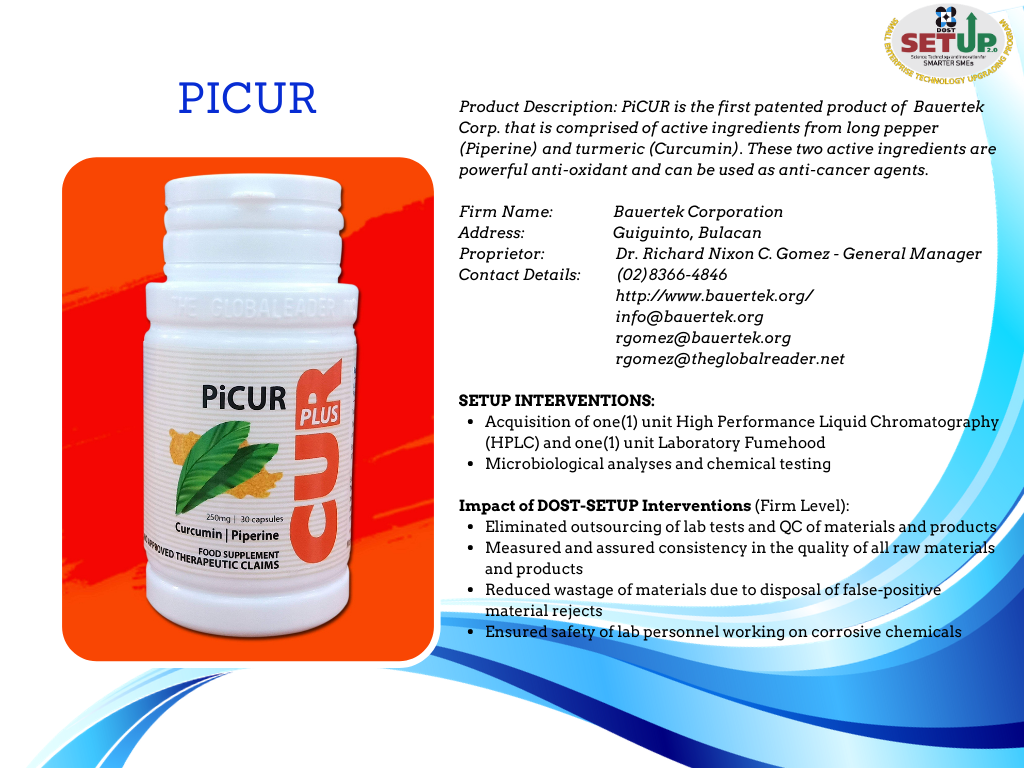 DOST
SETUP 2.0
Science Technology and Innovation for
SMARTER SMEs
SMALL ENTERPRISE TECHNOLOGY UPGRADING PROGRAM
PICUR
Product Description: PiCUR is the first patented product of Bauertek
Corp. that is comprised of active ingredients from long pepper
(Piperine) and turmeric (Curcumin). These two active ingredients are
powerful anti-oxidant and can be used as anti-cancer agents.
Firm Name: Bauertek Corporation
Address: Guiguinto, Bulacan
Proprietor: Dr. Richard Nixon C. Gomez - General Manager
Contact Details: (02)8366-4846
http://www.bauertek.org/
info@bauertek.org
rgomez@bauertek.org
rgomez@theglobalreader.net
SETUP INTERVENTIONS:
• Acquisition of one(1) unit High Performance Liquid Chromatography
(HPLC) and one(1) unit Laboratory Fumehood
• Microbiological analyses and chemical testing
Impact of DOST-SETUP Interventions (Firm Level):
• Eliminated outsourcing of lab tests and QC of materials and products
• Measured and assured consistency in the quality of all raw materials
and products
• Reduced wastage of materials due to disposal of false-positive
material rejects
• Ensured safety of lab personnel working on corrosive chemicals
THE GLOBALEADER
PiCUR
PLUS
CUR
250mg | 30 capsules
Curcumin | Piperine
FOOD SUPPLEMENT
APPROVED THERAPEUTIC CLAIMS